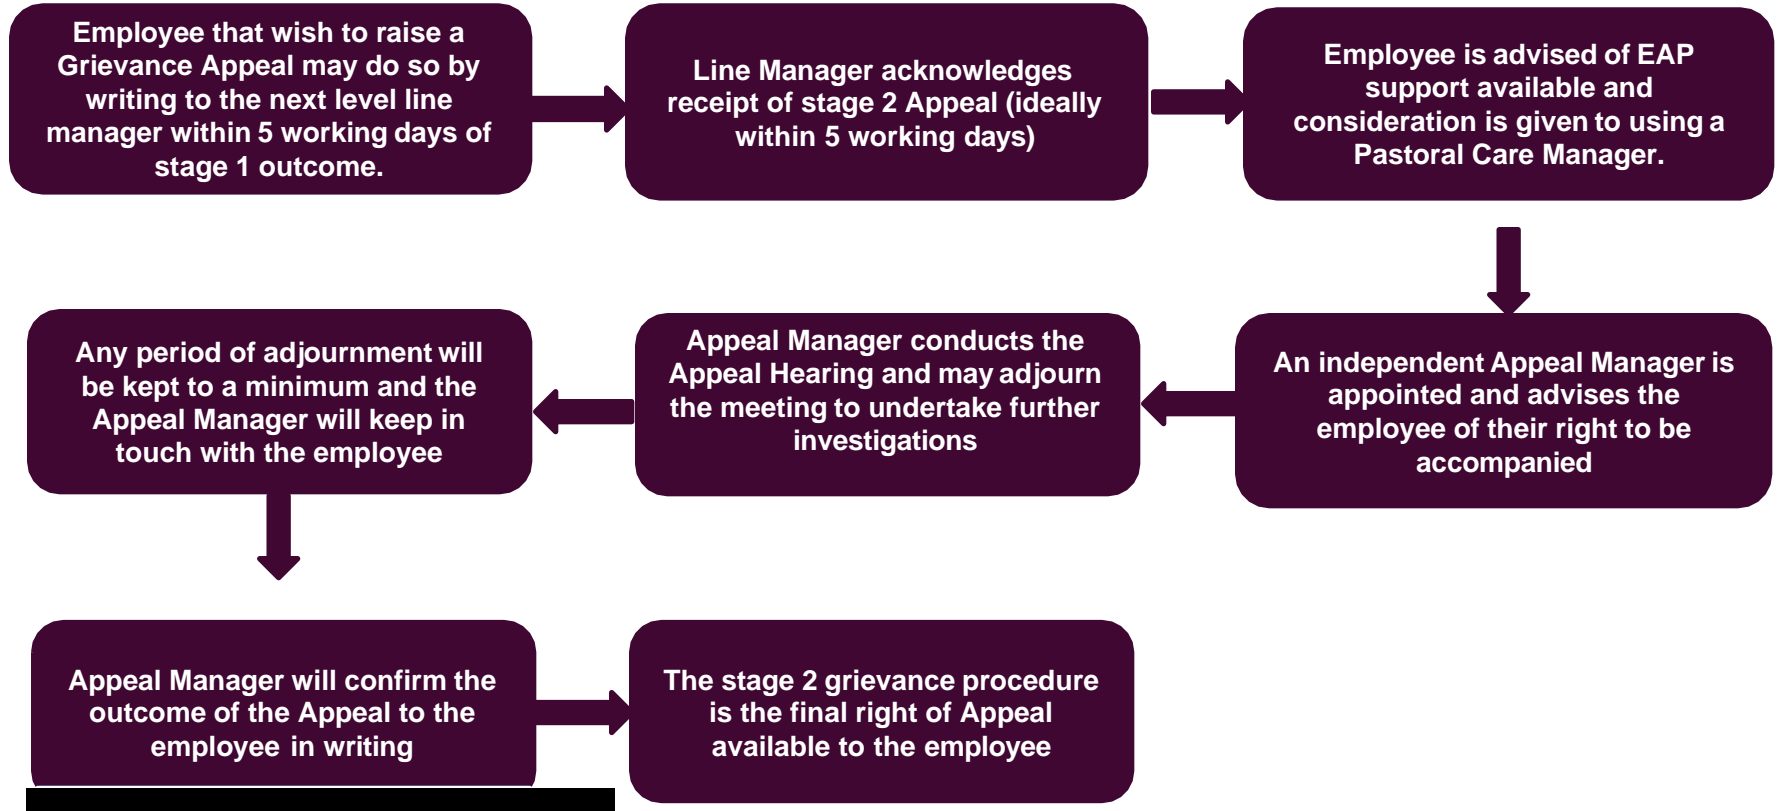 Employee that wish to raise a
Grievance Appeal may do so by
writing to the next level line
manager within 5 working days of
stage 1 outcome.
Line Manager acknowledges
receipt of stage 2 Appeal (ideally
within 5 working days)
Employee is advised of EAP
support available and
consideration is given to using a
Pastoral Care Manager.
An independent Appeal Manager is
appointed and advises the
employee of their right to be
accompanied
Appeal Manager conducts the
Appeal Hearing and may adjourn
the meeting to undertake further
investigations
Any period of adjournment will
be kept to a minimum and the
Appeal Manager will keep in
touch with the employee
Appeal Manager will confirm the
outcome of the Appeal to the
employee in writing
The stage 2 grievance procedure
is the final right of Appeal
available to the employee